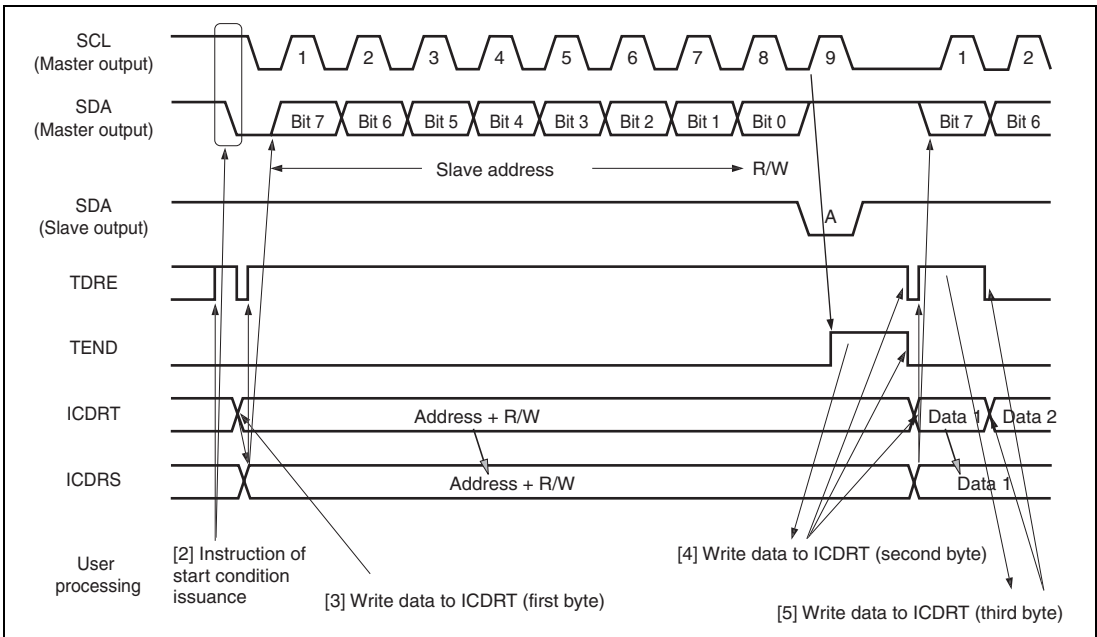 SCL
(Master output)
1 2 3 4 5 6 7 8 9 1 2
SDA
(Master output)
Bit 7 Bit 6 Bit 5 Bit 4 Bit 3 Bit 2 Bit 1 Bit 0 Bit 7 Bit 6
Slave address R/W
SDA
(Slave output)
A
TDRE
TEND
ICDRT
Address + R/W Data 1 Data 2
ICDRS
Address + R/W Data 1
User
processing
[2] Instruction of
start condition
issuance
[3] Write data to ICDRT (first byte)
[4] Write data to ICDRT (second byte)
[5] Write data to ICDRT (third byte)